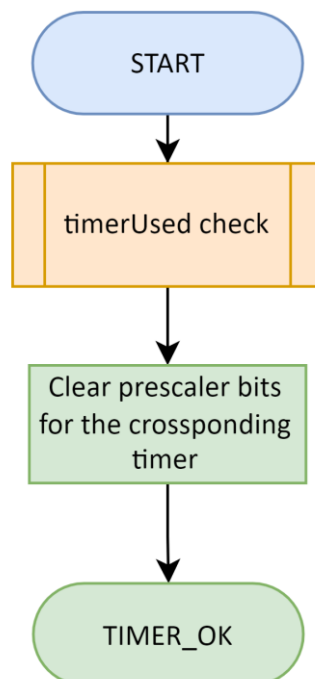 START
timerUsed check
Clear prescaler bits
for the crossponding
timer
TIMER_OK